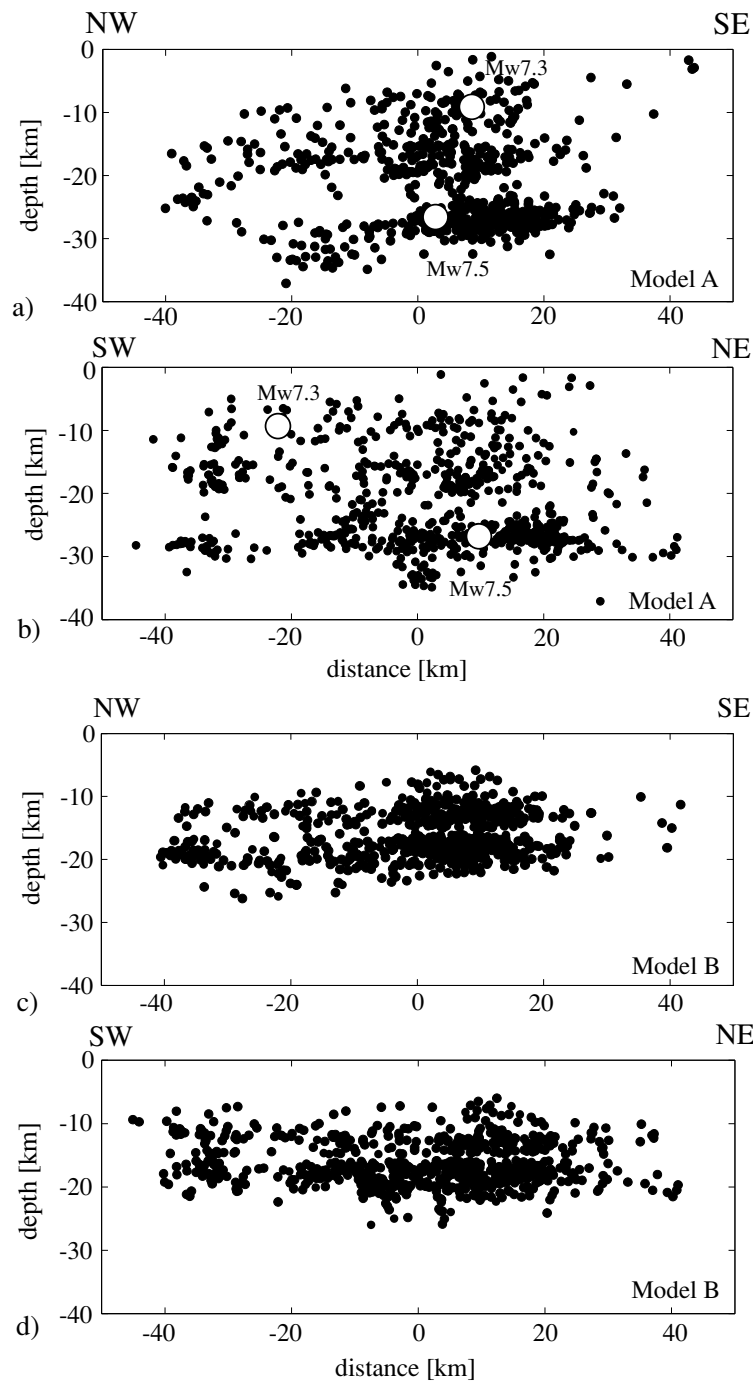 NW SE
0
-10
-20
-30
-40
depth [km]
Mw7.3
Mw7.5
Model A
a)
-40 -20 0 20 40
SW NE
0
-10
-20
-30
-40
depth [km]
Mw7.3
Mw7.5
Model A
b)
-40 -20 0 20 40
distance [km]
NW SE
0
-10
-20
-30
-40
depth [km]
Model B
c)
-40 -20 0 20 40
SW NE
0
-10
-20
-30
-40
depth [km]
Model B
d)
-40 -20 0 20 40
distance [km]